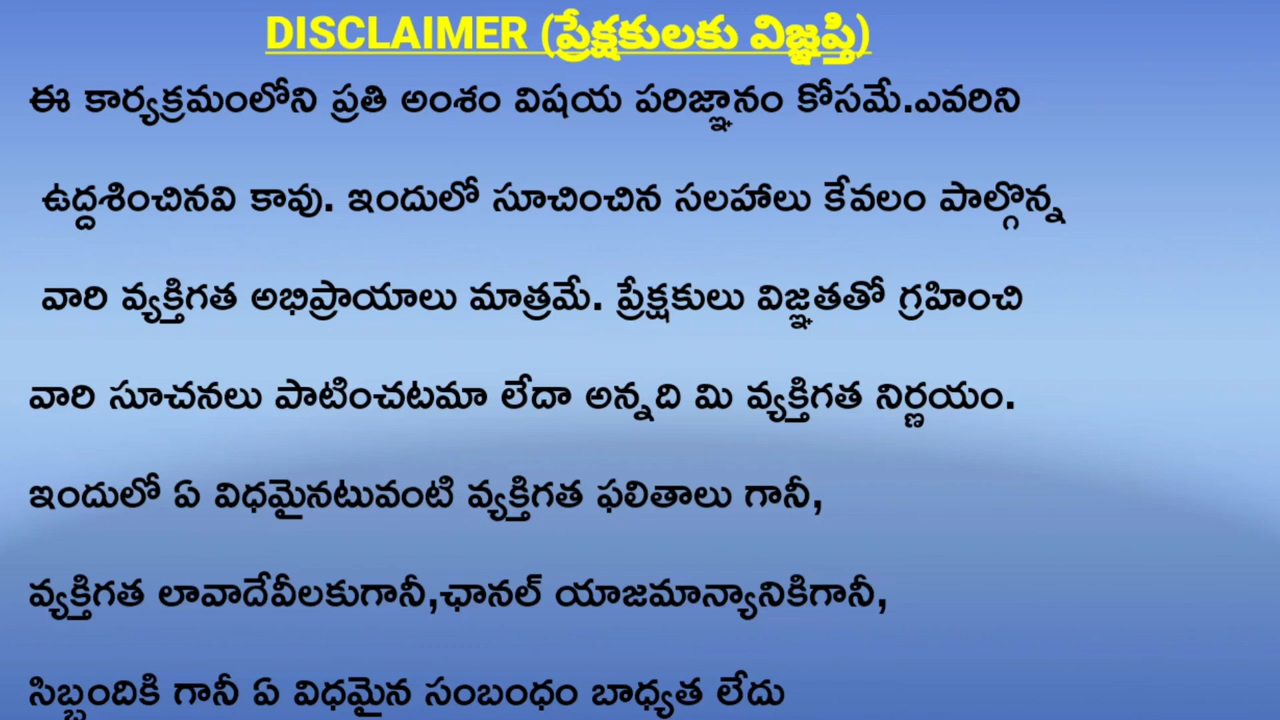 DISCLAIMER (ప్రేక్షకులకు విజ్ఞప్తి)
ఈ కార్యక్రమంలోని ప్రతి అంశం విషయ పరిజ్ఞానం కోసమే.ఎవరిని
ఉద్దశించినవి కావు. ఇందులో సూచించిన సలహాలు కేవలం పాల్గొన్న
వారి వ్యక్తిగత అభిప్రాయాలు మాత్రమే. ప్రేక్షకులు విజ్ఞతతో గ్రహించి
వారి సూచనలు పాటించటమా లేదా అన్నది మి వ్యక్తిగత నిర్ణయం.
ఇందులో ఏ విధమైనటువంటి వ్యక్తిగత ఫలితాలు గానీ,
వ్యక్తిగత లావాదేవీలకుగానీ,ఛానల్ యాజమాన్యానికిగానీ,
సిబ్బందికి గానీ ఏ విధమైన సంబంధం బాధ్యత లేదు